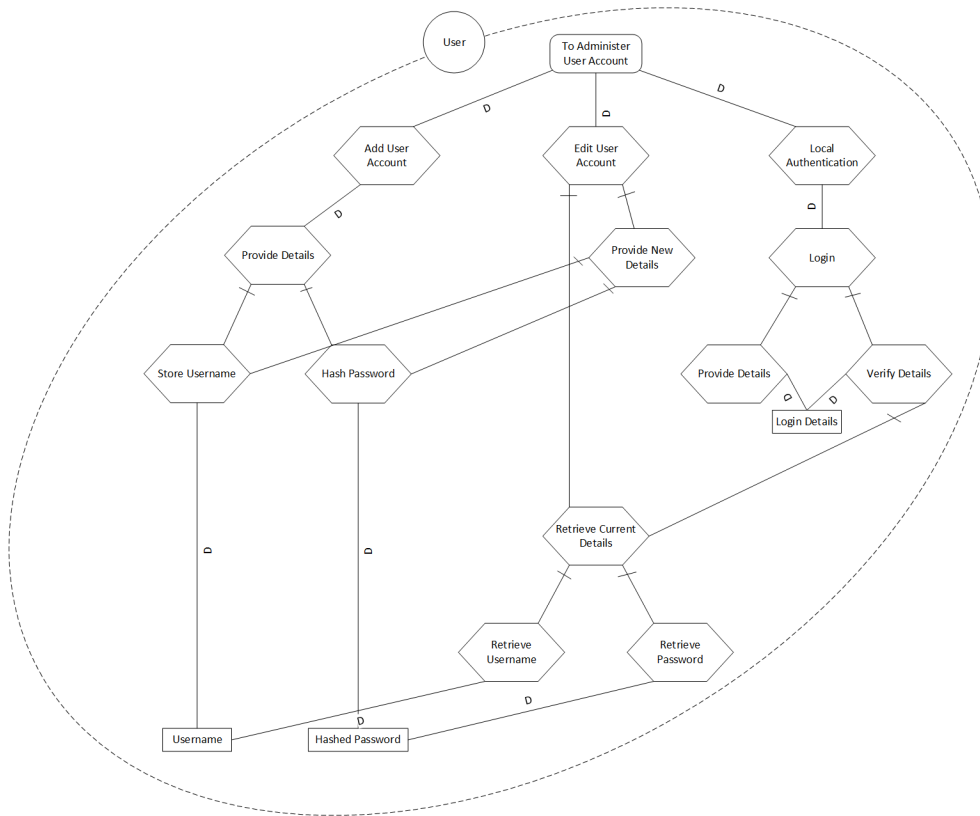 User
To Administer
User Account
D
D
D
Add User
Account
Edit User
Account
Local
Authentication
D
D
Provide Details
Provide New
Details
Login
Store Username
Hash Password
Provide Details
Verify Details
D
D
Login Details
Retrieve Current
Details
D
D
Retrieve
Username
Retrieve
Password
D
D
Username
Hashed Password